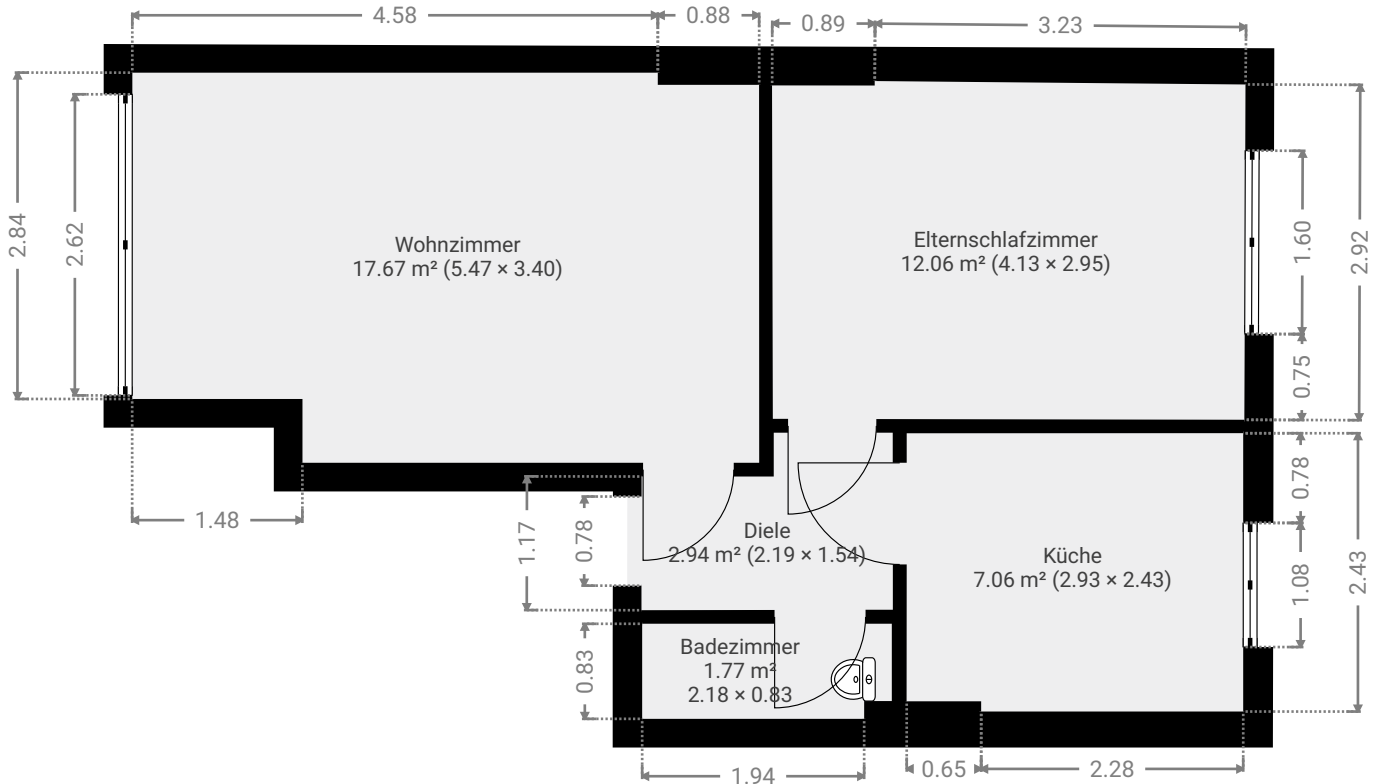 4.58
0.88
0.89
3.23
2.84
2.62
Wohnzimmer
17.67 m² (5.47 × 3.40)
Elternschlafzimmer
12.06 m² (4.13 × 2.95)
1.60
2.92
0.75
1.48
1.17
0.78
Diele
2.94 m² (2.19 × 1.54)
Küche
7.06 m² (2.93 × 2.43)
0.78
1.08
2.43
0.83
Badezimmer
1.77 m²
2.18 × 0.83
1.94
0.65
2.28